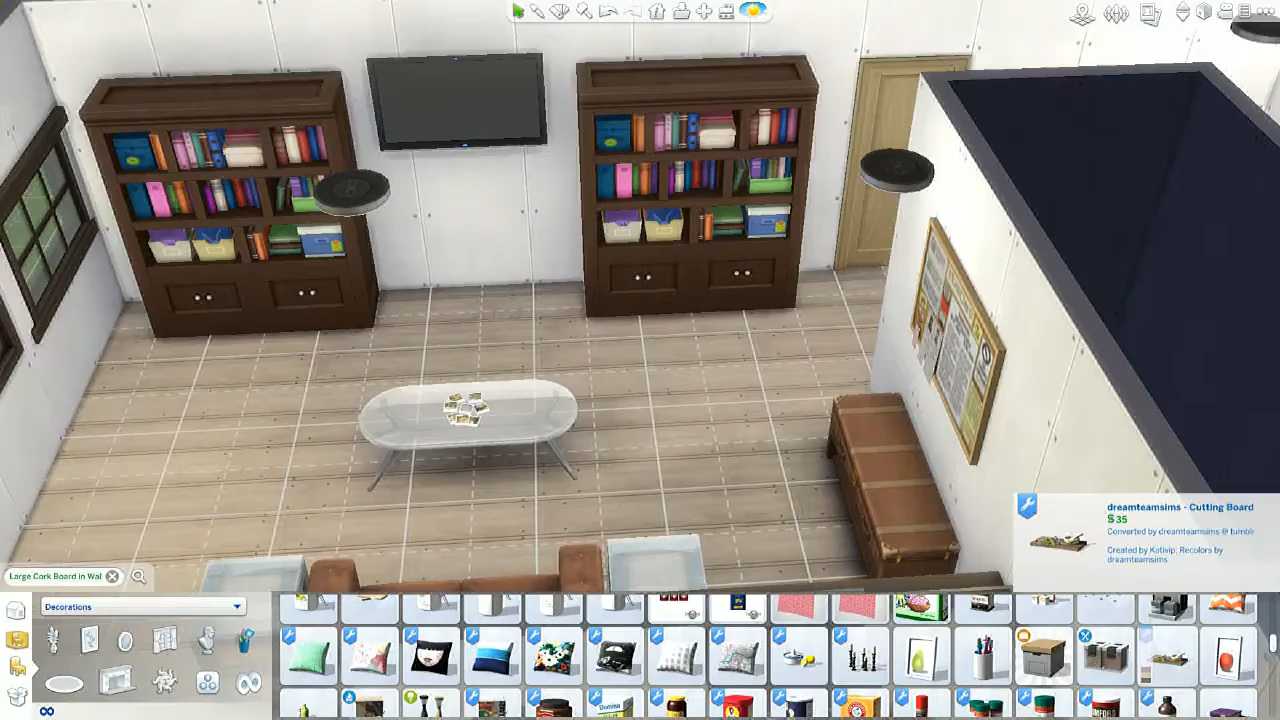 dreamteamsims - Cutting Board
$35
Converted by dreamteamsims @ tumblr
Created by Kativip; Recolors by
dreamteamsims
Large Cork Board in Wal
Decorations
Domino